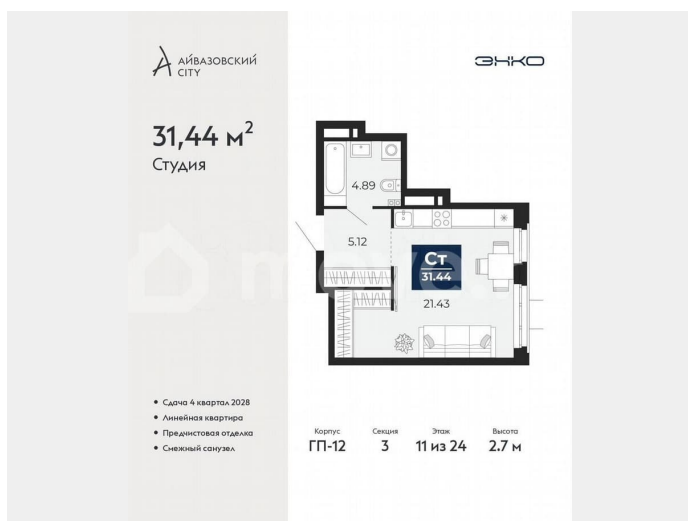 АЙВАЗОВСКИЙ
CITY
ЭНКО
31,44 м²
Студия
4.89
5.12
Ст
31.44
21.43
• Сдача 4 квартал 2028
• Линейная квартира
• Предчистовая отделка
• Смежный санузел
Корпус
ГП-12
Секция
3
Этаж
11 из 24
Высота
2.7 м